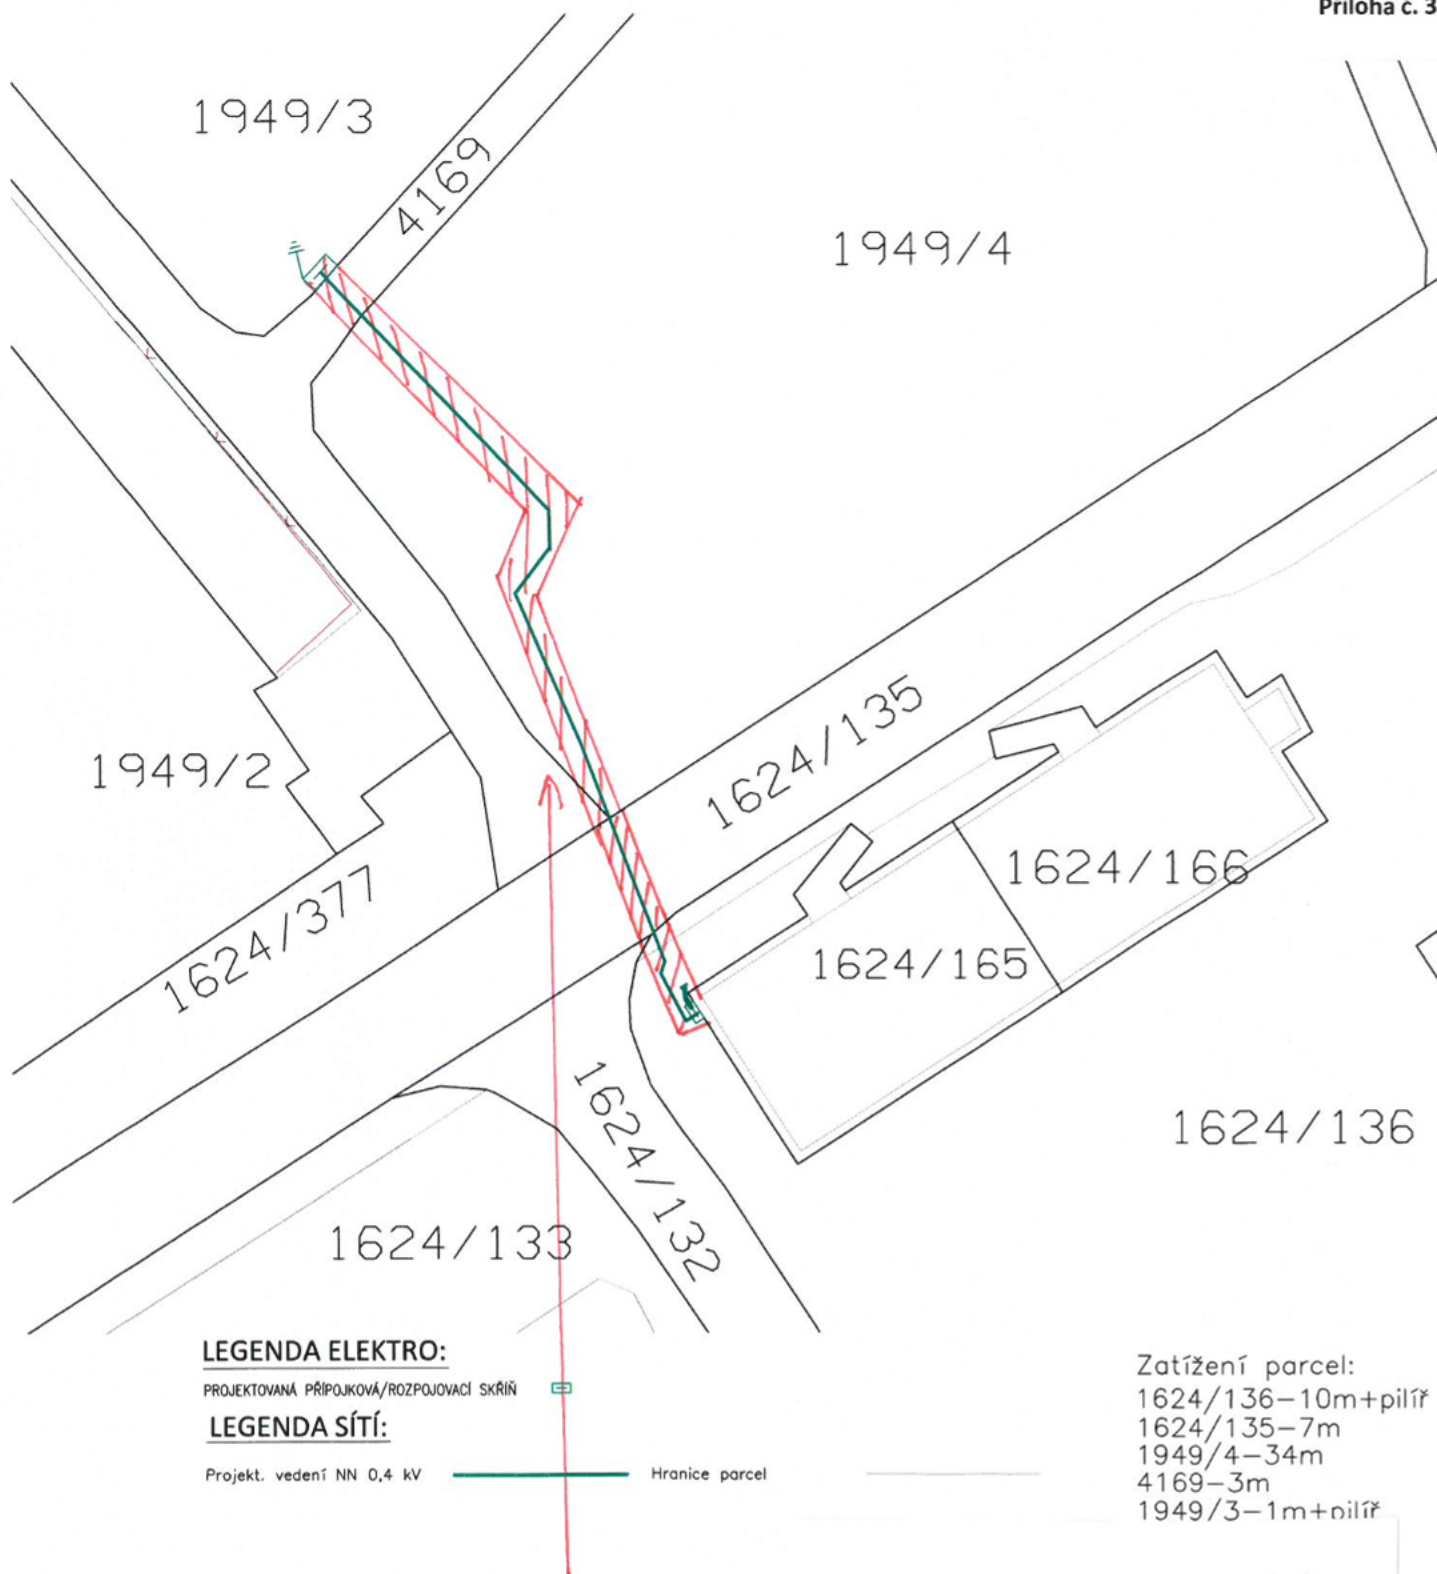 Příloha č. 3
1949/3
4169
1949/4
1624/135
1949/2
1624/166
1624/377
1624/165
1624/132
1624/136
1624/133
LEGENDA ELEKTRO:
PROJEKTOVANÁ PŘÍPOJKOVÁ/ROZPOJOVACÍ SKŘÍŇ
LEGENDA SÍTÍ:
Projekt. vedení NN 0,4 kV
Hranice parcel
Zatížení parcel:
1624/136-10m+pilíř
1624/135-7m
1949/4-34m
4169-3m
1949/3-1m+pilíř